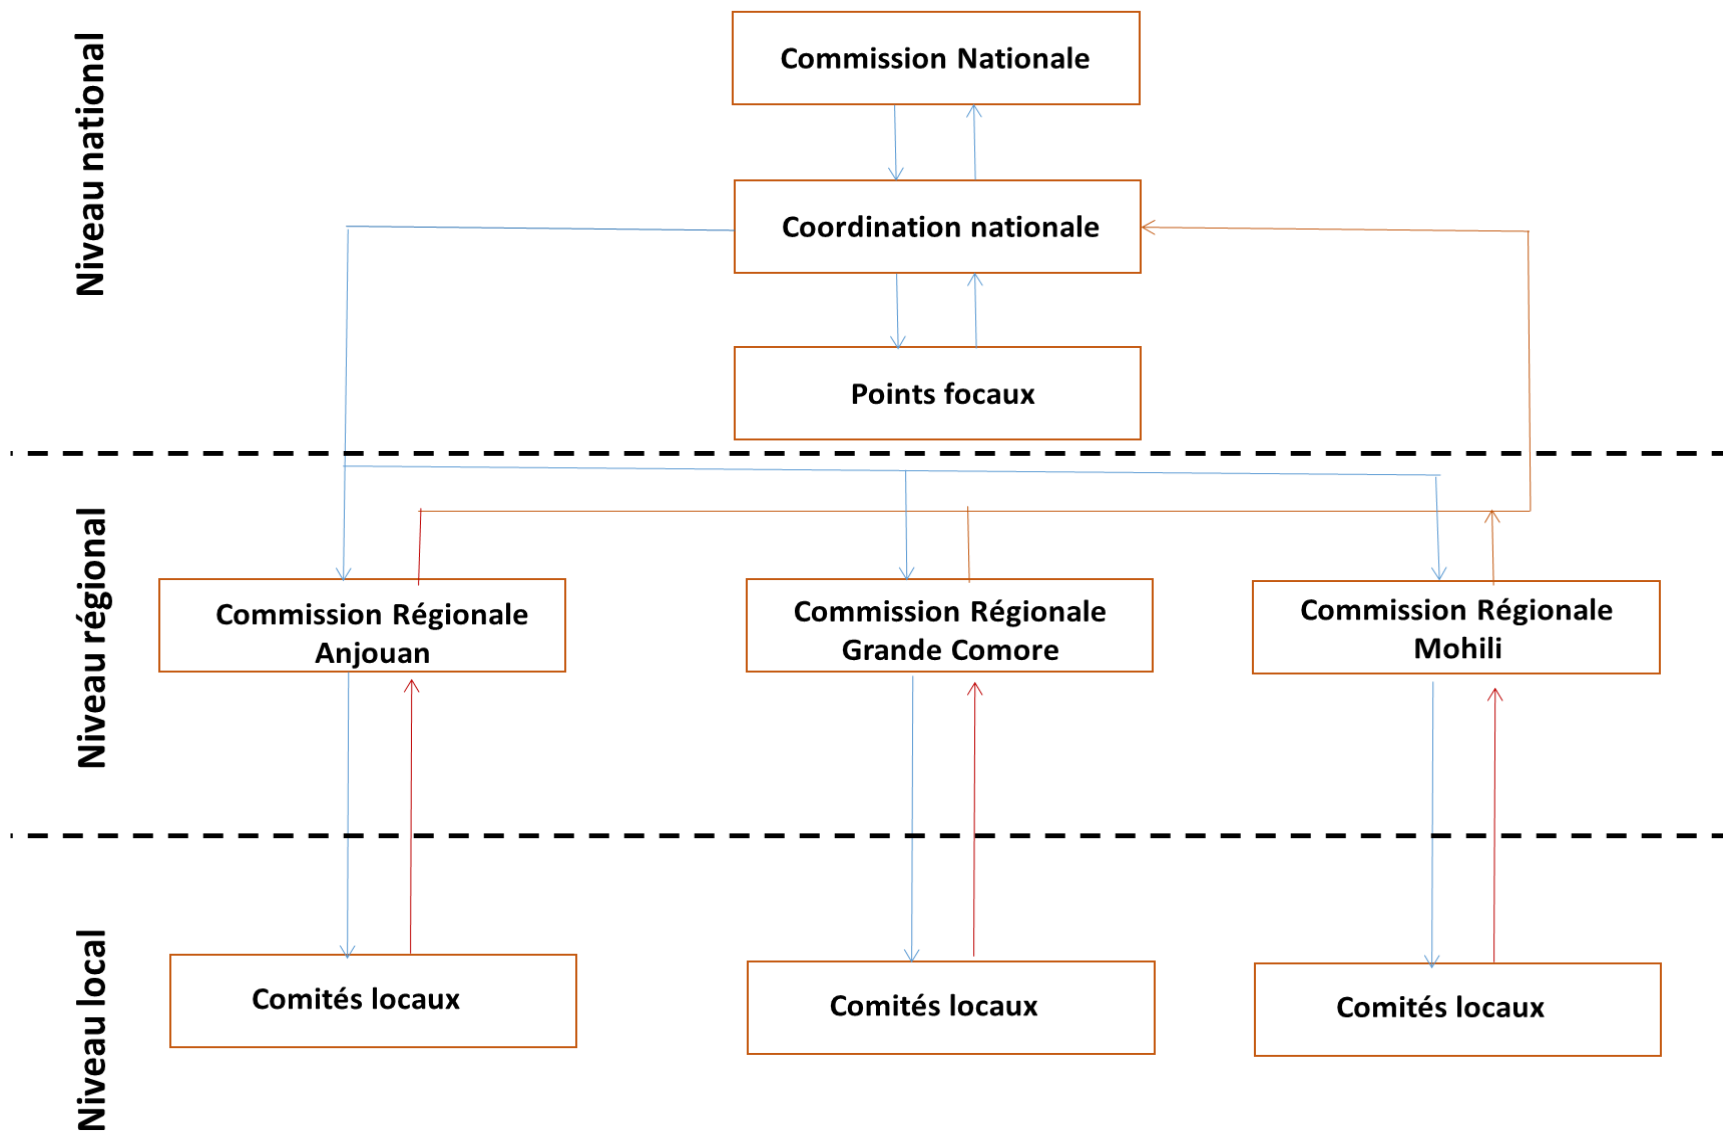 Niveau national
Commission Nationale
Coordination nationale
Points focaux
Niveau régional
Commission Régionale
Anjouan
Commission Régionale
Grande Comore
Commission Régionale
Mohili
Niveau local
Comités locaux
Comités locaux
Comités locaux